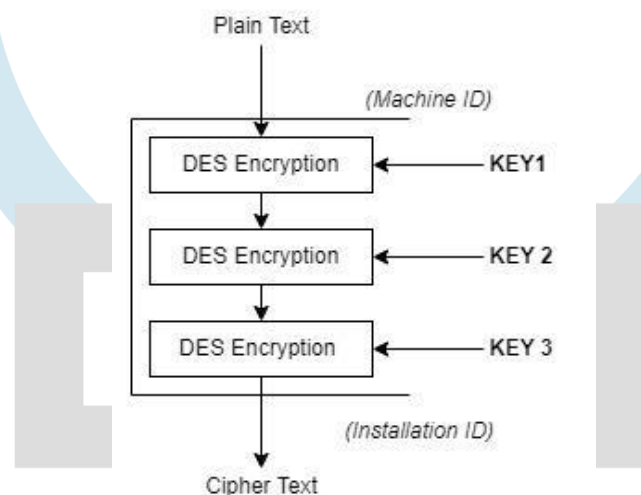 Plain Text
(Machine ID)
DES Encryption
KEY1
DES Encryption
KEY 2
DES Encryption
KEY 3
(Installation ID)
Cipher Text